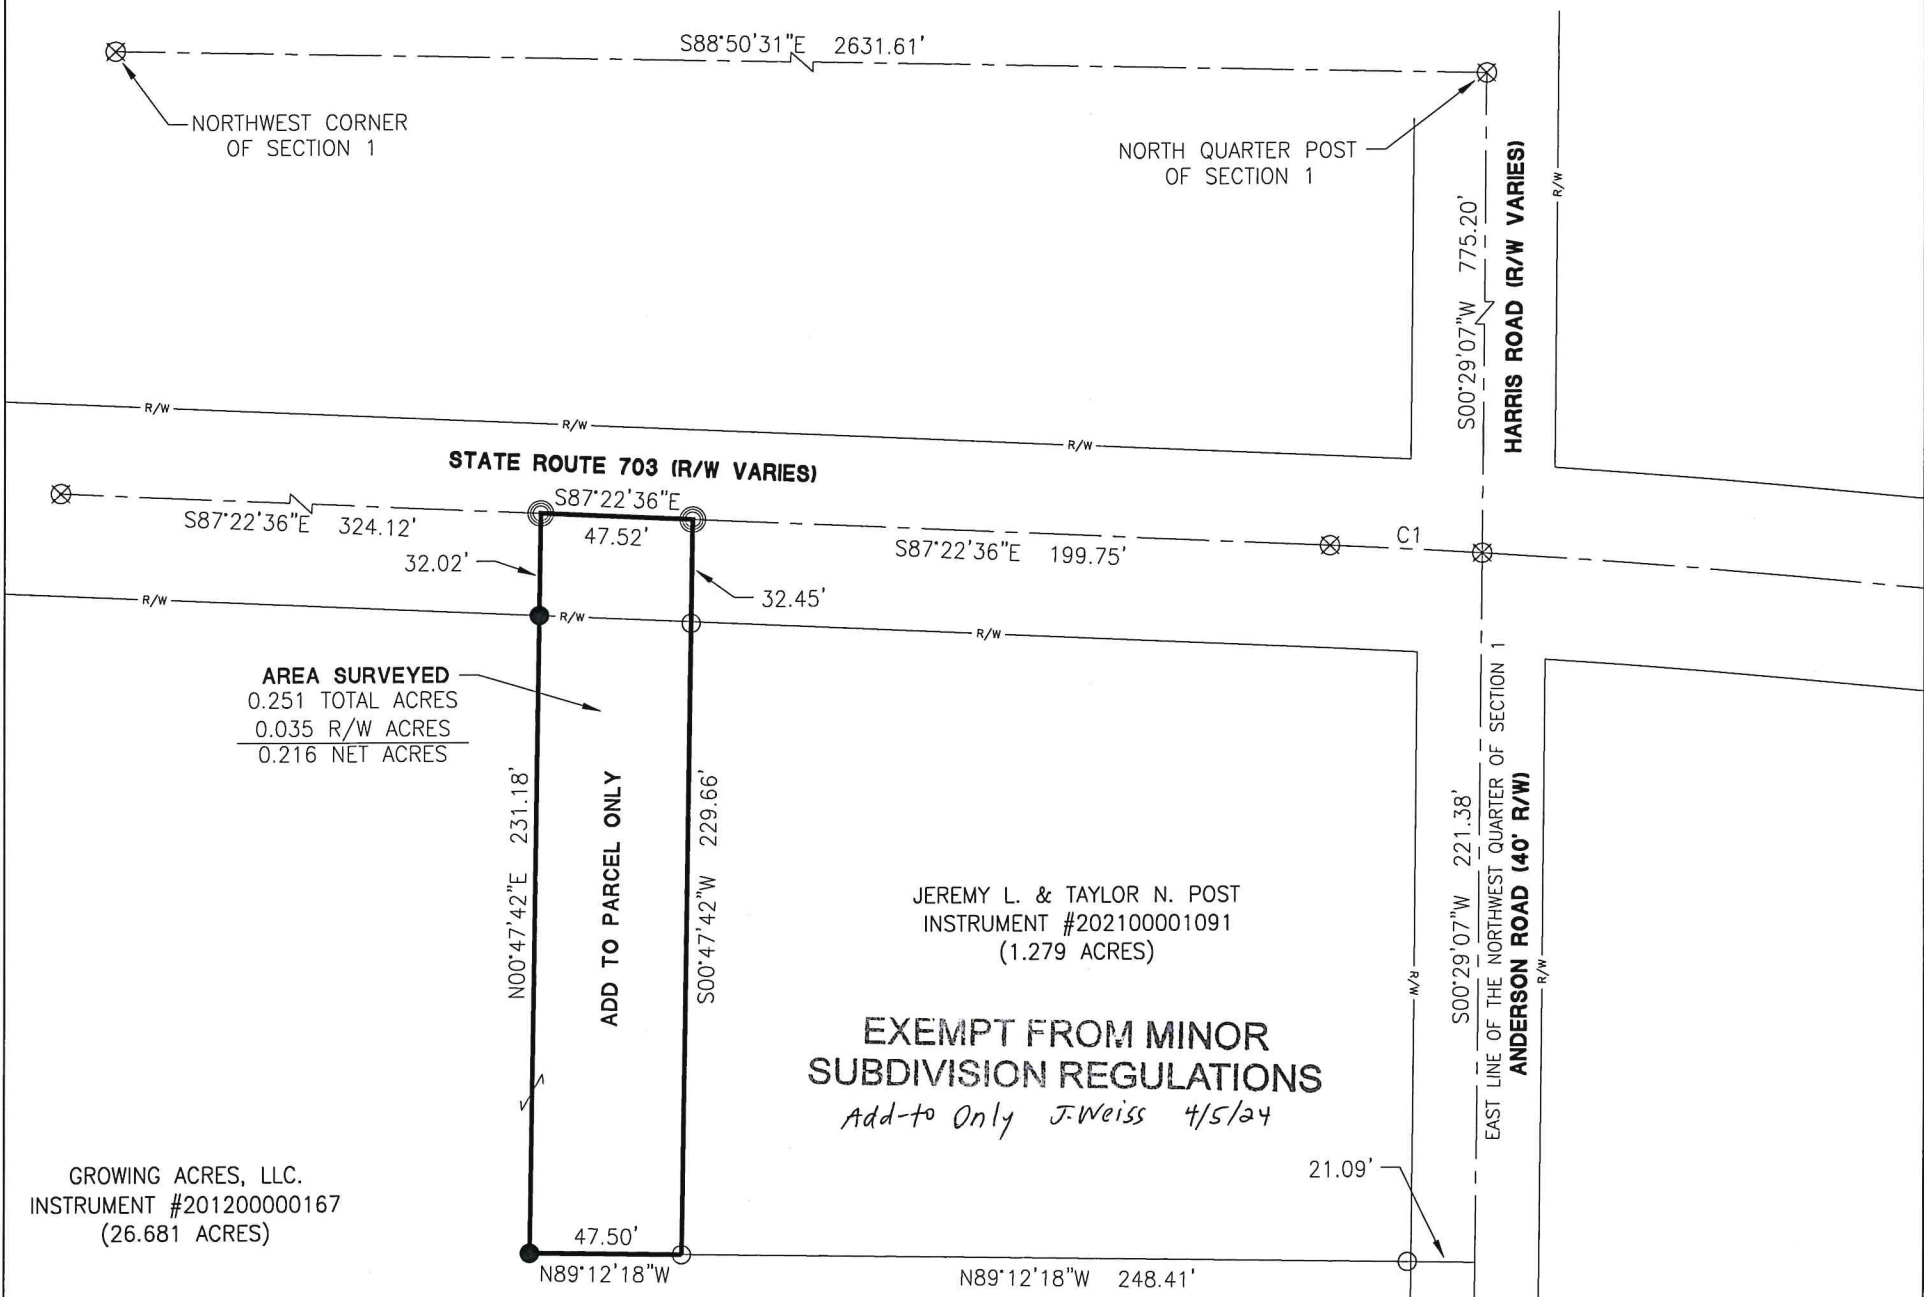 S88°50'31"E 2631.61'
NORTHWEST CORNER
OF SECTION 1
NORTH QUARTER POST
OF SECTION 1
S00°29'07"W 775.20'
HARRIS ROAD (R/W VARIES)
R/W
R/W
R/W
R/W
STATE ROUTE 703 (R/W VARIES)
S87°22'36"E 324.12'
S87°22'36"E
47.52'
S87°22'36"E 199.75'
C1
32.02'
32.45'
R/W
R/W
R/W
AREA SURVEYED
0.251 TOTAL ACRES
0.035 R/W ACRES
0.216 NET ACRES
N00°47'42"E 231.18'
ADD TO PARCEL ONLY
S00°47'42"W 229.66'
JEREMY L. & TAYLOR N. POST
INSTRUMENT #202100001091
(1.279 ACRES)
EXEMPT FROM MINOR
SUBDIVISION REGULATIONS
Add-to Only J.Weiss 4/5/24
R/W
S00°29'07"W 221.38'
EAST LINE OF THE NORTHWEST QUARTER OF SECTION 1
ANDERSON ROAD (40' R/W)
R/W
21.09'
GROWING ACRES, LLC.
INSTRUMENT #201200000167
(26.681 ACRES)
47.50'
N89°12'18"W
N89°12'18"W 248.41'